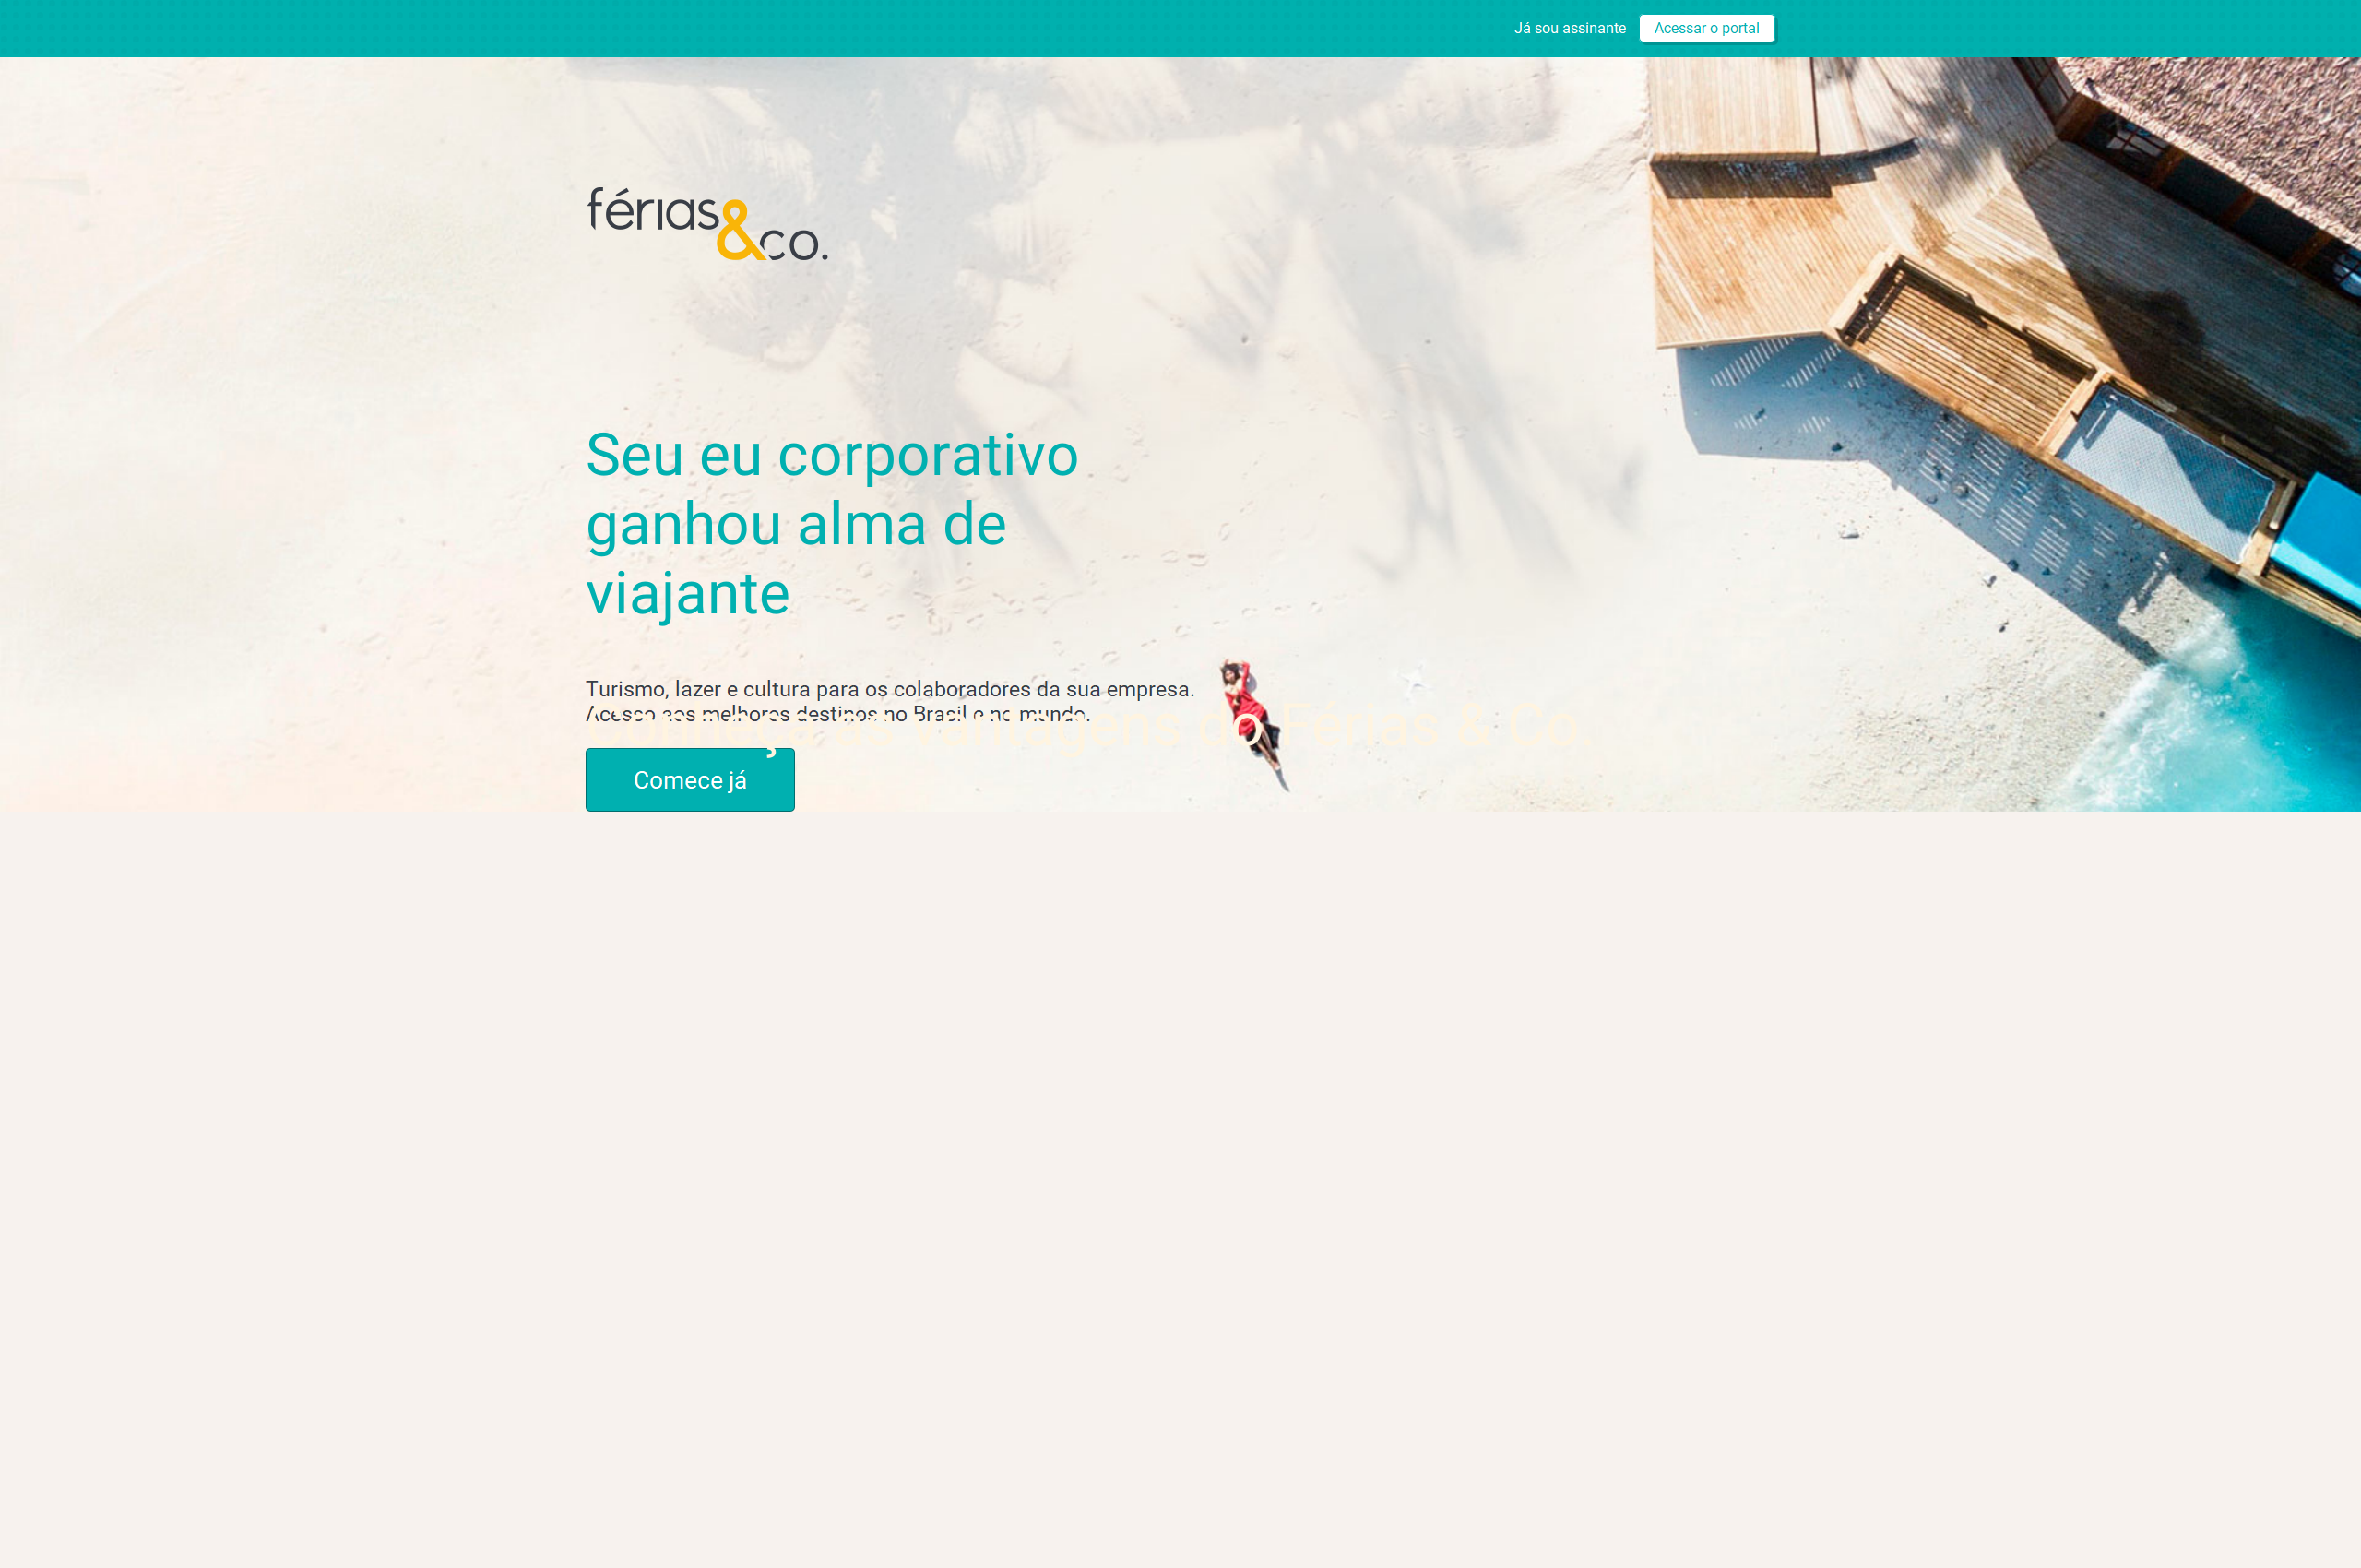 Já sou assinante
Acessar o portal
férias&co.
Seu eu corporativo
ganhou alma de
viajante
Turismo, lazer e cultura para os colaboradores da sua empresa.
Acesso aos melhores destinos no Brasil e no mundo.
Conheça as vantagens do Férias & Co.
Comece já